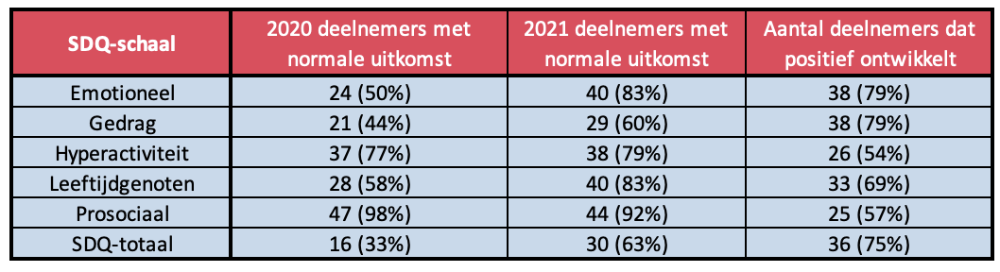 SDQ-schaal 2020 deelnemers met normale uitkomst 2021 deelnemers met normale uitkomst Aantal deelnemers dat positief ontwikkelt
Emotioneel 24 (50%) 40 (83%) 38 (79%)
Gedrag 21 (44%) 29 (60%) 38 (79%)
Hyperactiviteit 37 (77%) 38 (79%) 26 (54%)
Leeftijdgenoten 28 (58%) 40 (83%) 33 (69%)
Prosociaal 47 (98%) 44 (92%) 25 (57%)
SDQ-totaal 16 (33%) 30 (63%) 36 (75%)